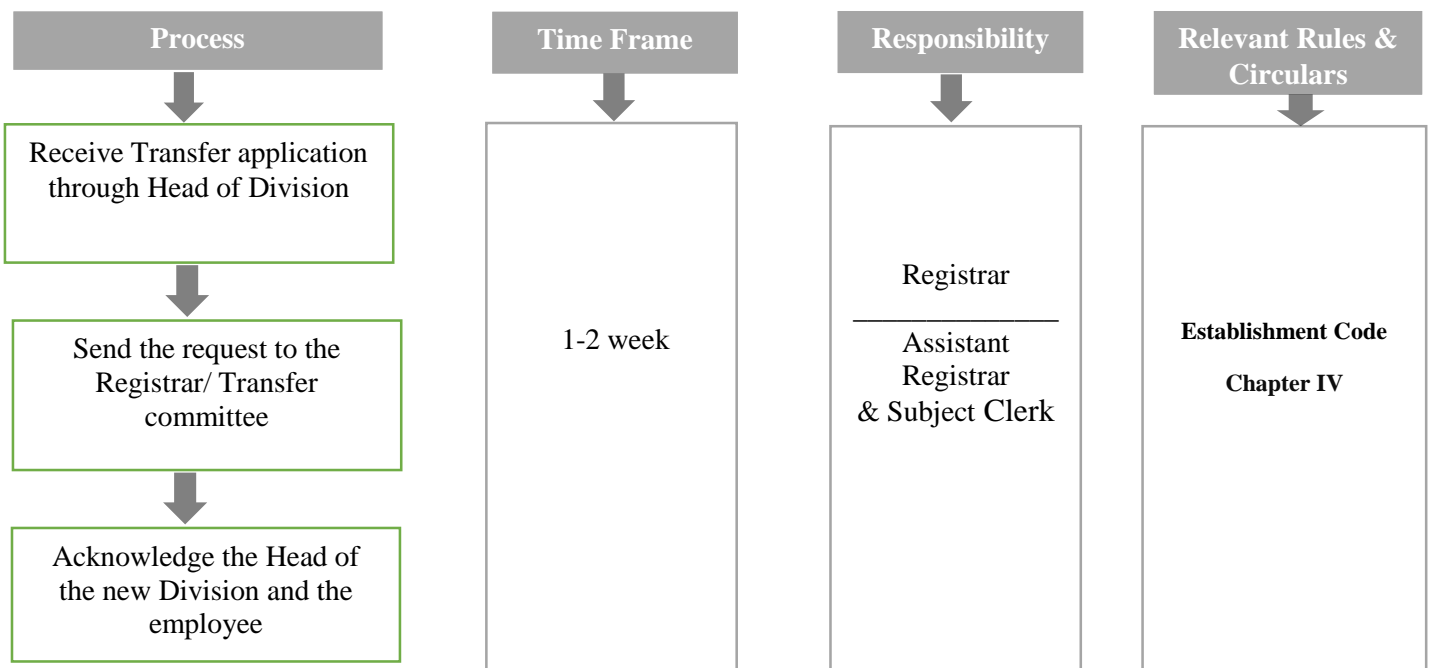 Process
Receive Transfer application
through Head of Division
Send the request to the
Registrar/ Transfer
committee
Acknowledge the Head of
the new Division and the
employee
Time Frame
1-2 week
Responsibility
Registrar
______________
Assistant
Registrar
& Subject Clerk
Relevant Rules &
Circulars
Establishment Code
Chapter IV